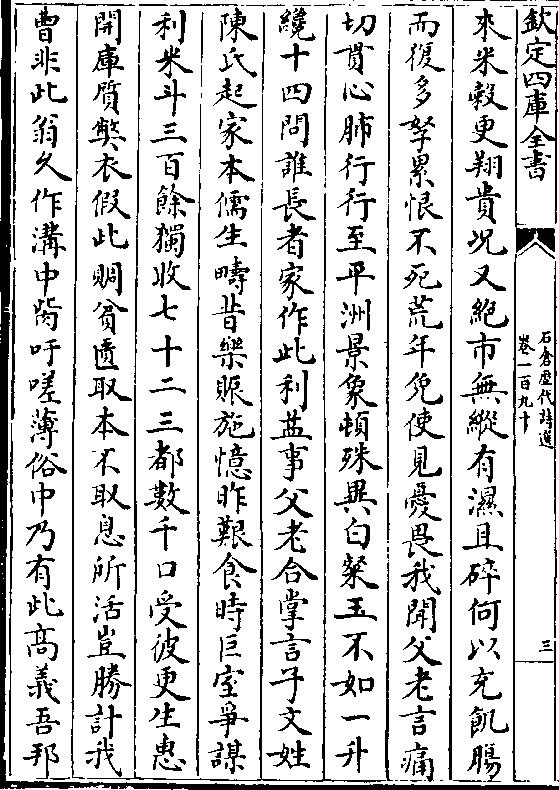 欽定四庫全書
石倉歷代詩選
卷一百九十
三
來米榖更翔貴况又絶市無縱有濕且碎何以充飢腸
而復多孥累恨不死荒年免使見憂畏我聞父老言痛
切貫心肺行行至平洲景象頓殊異白粲玉不如一升
纔十四問誰長者家作此利益事父老合掌言子文姓
陳氏起家本儒生疇昔樂賑施憶昨艱食時巨室爭謀
利米斗三百餘獨收七十二三都數千口受彼更生惠
開庫質弊衣假此賙貧匱取本不取息所活豈勝計我
曹非此翁久作溝中胔吁嗟薄俗中乃有此髙義吾邦